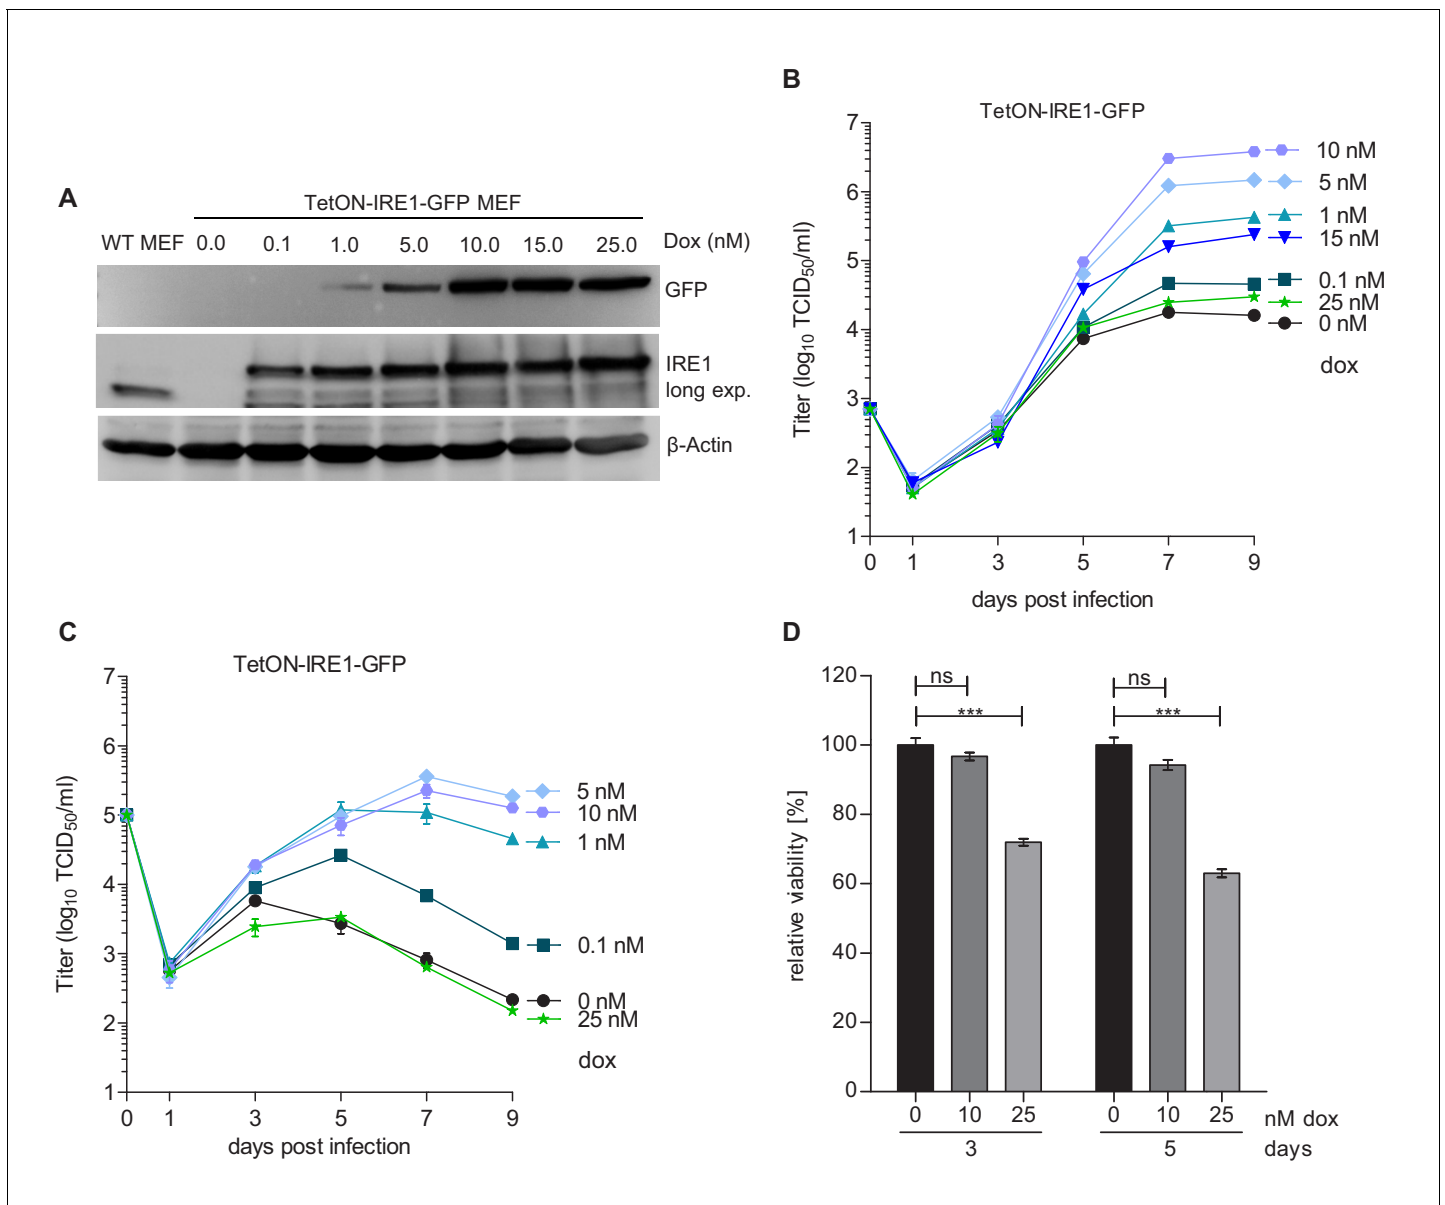 A
TetON-IRE1-GFP MEF
WT MEF 0.0 0.1 1.0 5.0 10.0 15.0 25.0 Dox (nM)
GFP
IRE1
long exp.
β-Actin
B
TetON-IRE1-GFP
Titer (log10 TCID50/ml)
7
6
5
4
3
2
1
0 1 3 5 7 9
days post infection
10 nM
5 nM
1 nM
15 nM
0.1 nM
25 nM
0 nM
dox
C
TetON-IRE1-GFP
Titer (log10 TCID50/ml)
7
6
5
4
3
2
1
0 1 3 5 7 9
days post infection
5 nM
10 nM
1 nM
0.1 nM
0 nM
25 nM
dox
D
relative viability [%]
120
100
80
60
40
20
0
ns
***
ns
***
0 10 25 0 10 25 nM dox
3 5 days